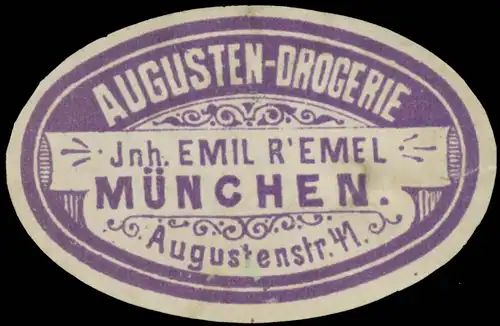 AUGUSTEN-DROGERIE
Jnh. EMIL R'EMEL
MÜNCHEN.
Augustenstr. 41.